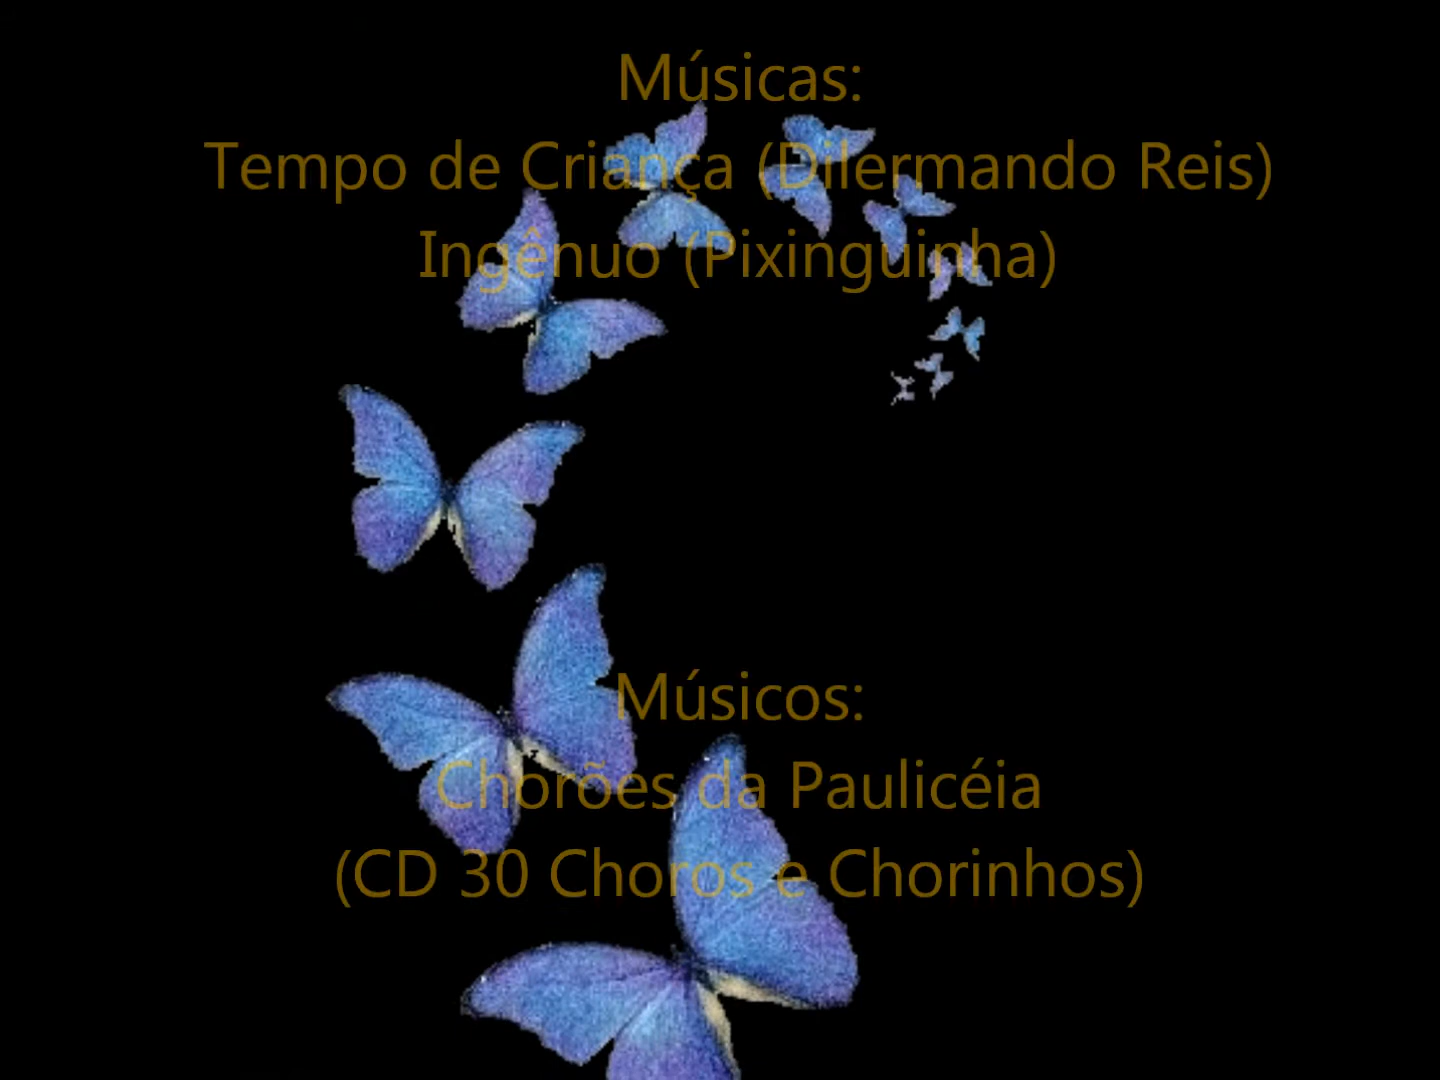 Músicas:
Tempo de Criança (Dilermando Reis)
Ingênuo (Pixinguinha)
Músicos:
Chorões da Paulicéia
(CD 30 Choros e Chorinhos)